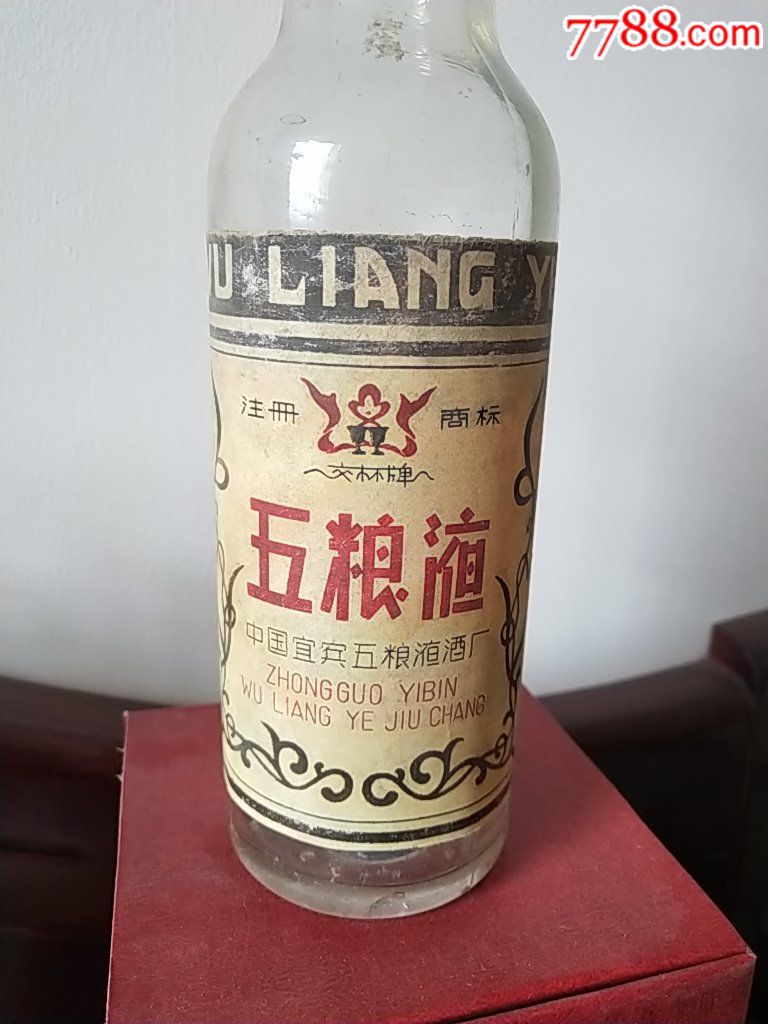 7788.com
WU LIANG Y
注册 商标
交杯牌
五粮液
中国宜宾五粮液酒厂
ZHONGGUO YIBIN
WU LIANG YE JIU CHANG